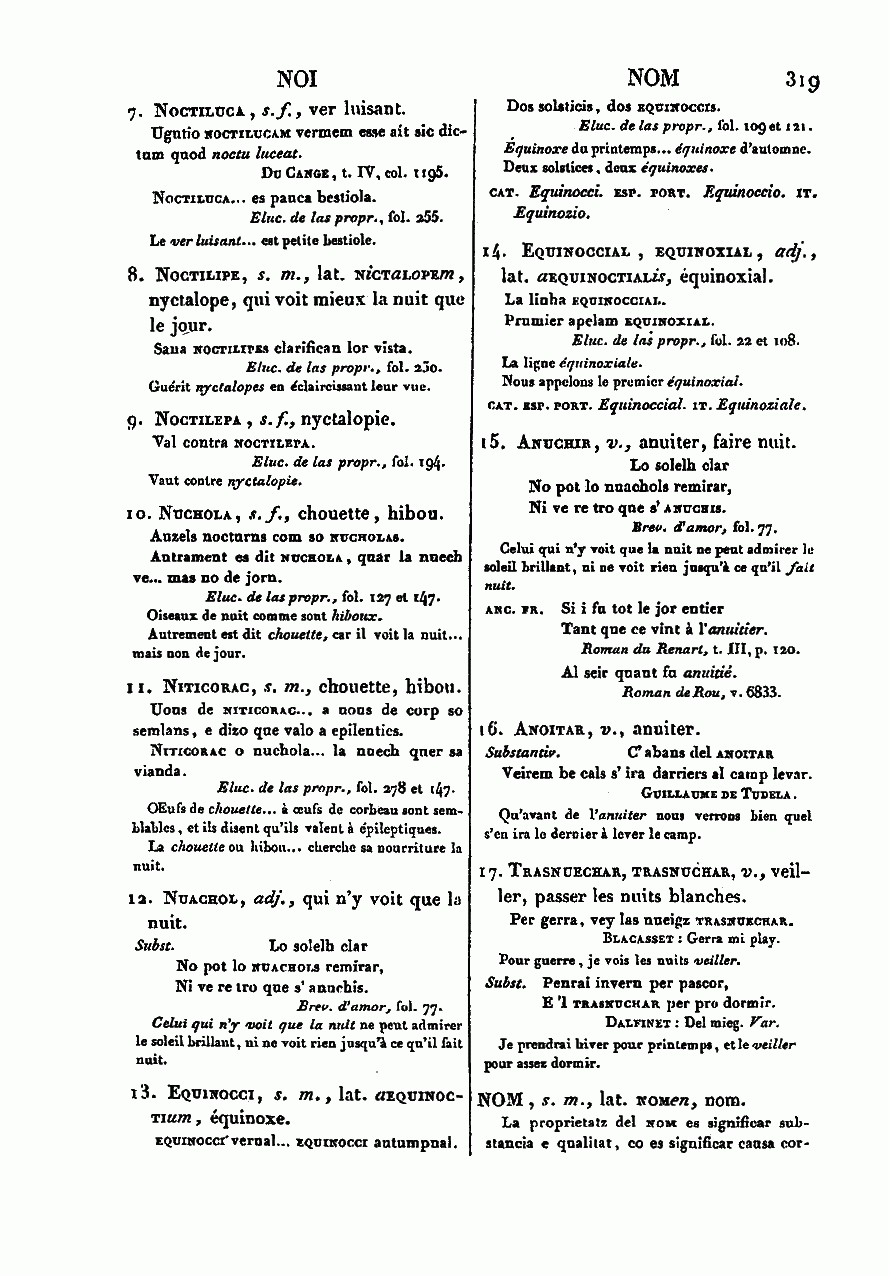 NOI
NOM 319
7. NOCTILUCA, s. f., ver luisant.
Ugutio NOCTILUCAM vermem esse ait sic dic-
tum quod noctu luceat.
DU CANGE, t. IV, col. 1195.
NOCTILUCA... es pauca bestiola.
Eluc. de las propr., fol. 255.
Le ver luisant... est petite bestiole.
8. NOCTILIPE, s. m., lat. NICTALOPEm,
nyctalope, qui voit mieux la nuit que
le jour.
Sana NOCTILIPES clarifican lor vista.
Eluc. de las propr., fol. 230.
Guérit nyctalopes en éclaircissant leur vue.
9. NOCTILEPA, s. f., nyctalopie.
Val contra NOCTILEPA.
Eluc. de las propr., fol. 194.
Vaut contre nyctalopie.
10. NUCHOLA, s. f., chouette, hibou.
Auzels nocturns com so NUCHOLAS.
Autrament es dit NUCHOLA, quar la nuech
ve... mas no de jorn.
Eluc. de las propr., fol. 127 et 147.
Oiseaux de nuit comme sont hiboux.
Autrement est dit chouette, car il voit la nuit...
mais non de jour.
11. NITICORAC, s. m., chouette, hibou.
Uous de NITICORAC... a uous de corp so
semlans, e dizo que valo a epilentics.
NITICORAC o nuchola... la nuech quer sa
vianda.
Eluc. de las propr., fol. 278 et 147.
OEufs de chouette... à œufs de corbeau sont sem-
blables, et ils disent qu'ils valent à épileptiques.
La chouette ou hibou... cherche sa nourriture la
nuit.
12. NUACHOL, adj., qui n'y voit que la
nuit.
Subst. Lo solelh clar
No pot lo NUACHOLS remirar,
Ni ve re tro que s' anuchis.
Brev. d'amor, fol. 77.
Celui qui n'y voit que la nuit ne peut admirer
le soleil brillant, ni ne voit rien jusqu'à ce qu'il fait
nuit.
13. EQUINOCCI, s. m., lat. aEQUINOC-
TIum, équinoxe.
EQUINOCCI vernal... EQUINOCCI autumpnal.
Dos solsticis, dos EQUINOCCIS.
Eluc. de las propr., fol. 109 et 121.
Équinoxe du printemps... équinoxe d'automne.
Deux solstices, deux équinoxes.
CAT. Equinocci. ESP. PORT. Equinoccio. IT.
Equinozio.
14. EQUINOCCIAL, EQUINOXIAL, adj.,
lat. aEQUINOCTIALis, équinoxial.
La linha EQUINOCCIAL.
Prumier apelam EQUINOXIAL.
Eluc. de las propr., fol. 22 et 108.
La ligne équinoxiale.
Nous appelons le premier équinoxial.
CAT. ESP. PORT. Equinoccial. IT. Equinoziale.
15. ANUCHIR, v., anuiter, faire nuit.
Lo solelh clar
No pot lo nuachols remirar,
Ni ve re tro que s' ANUCHIS.
Brev. d'amor, fol. 77.
Celui qui n'y voit que la nuit ne peut admirer le
soleil brillant, ni ne voit rien jusqu'à ce qu'il fait
nuit.
ANC. FR. Si i fu tot le jor entier
Tant que ce vint à l'anuitier.
Roman du Renart, t. III, p. 120.
Al seir quant fu anuitié.
Roman de Rou, v. 6833.
16. ANOITAR, v., anuiter.
Substantiv. C'abans del ANOITAR
Veirem be cals s' ira darriers al camp levar.
GUILLAUME DE TUDELA.
Qu'avant de l'anuiter nous verrons bien quel
s'en ira le dernier à lever le camp.
17. TRASNUECHAR, TRASNUCHAR, v., veil-
ler, passer les nuits blanches.
Per gerra, vey las nueigz TRASNUECHAR.
BLACASSET : Gerra mi play.
Pour guerre, je vois les nuits veiller.
Subst. Penrai invern per pascor,
E 'l TRASNUCHAR per pro dormir.
DALFINET : Del mieg. Var.
Je prendrai hiver pour printemps, et le veiller
pour assez dormir.
NOM, s. m., lat. NOMen, nom.
La proprietatz del NOM es significar sub-
stancia e qualitat, co es significar causa cor-